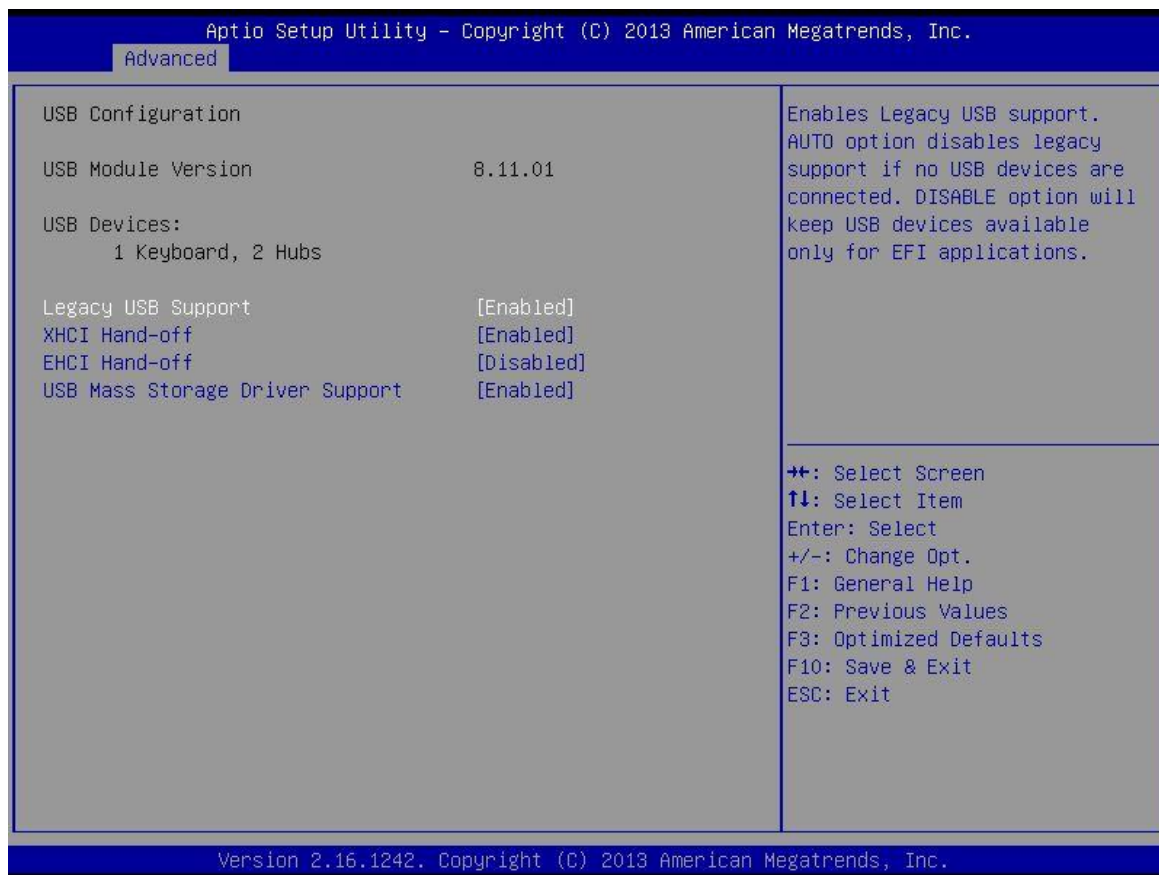 Aptio Setup Utility – Copyright (C) 2013 American Megatrends, Inc.
Advanced
USB Configuration
USB Module Version 8.11.01
USB Devices:
1 Keyboard, 2 Hubs
Legacy USB Support [Enabled]
XHCI Hand-off [Enabled]
EHCI Hand-off [Disabled]
USB Mass Storage Driver Support [Enabled]
Enables Legacy USB support.
AUTO option disables legacy
support if no USB devices are
connected. DISABLE option will
keep USB devices available
only for EFI applications.
→←: Select Screen
↑↓: Select Item
Enter: Select
+/-: Change Opt.
F1: General Help
F2: Previous Values
F3: Optimized Defaults
F10: Save & Exit
ESC: Exit
Version 2.16.1242. Copyright (C) 2013 American Megatrends, Inc.